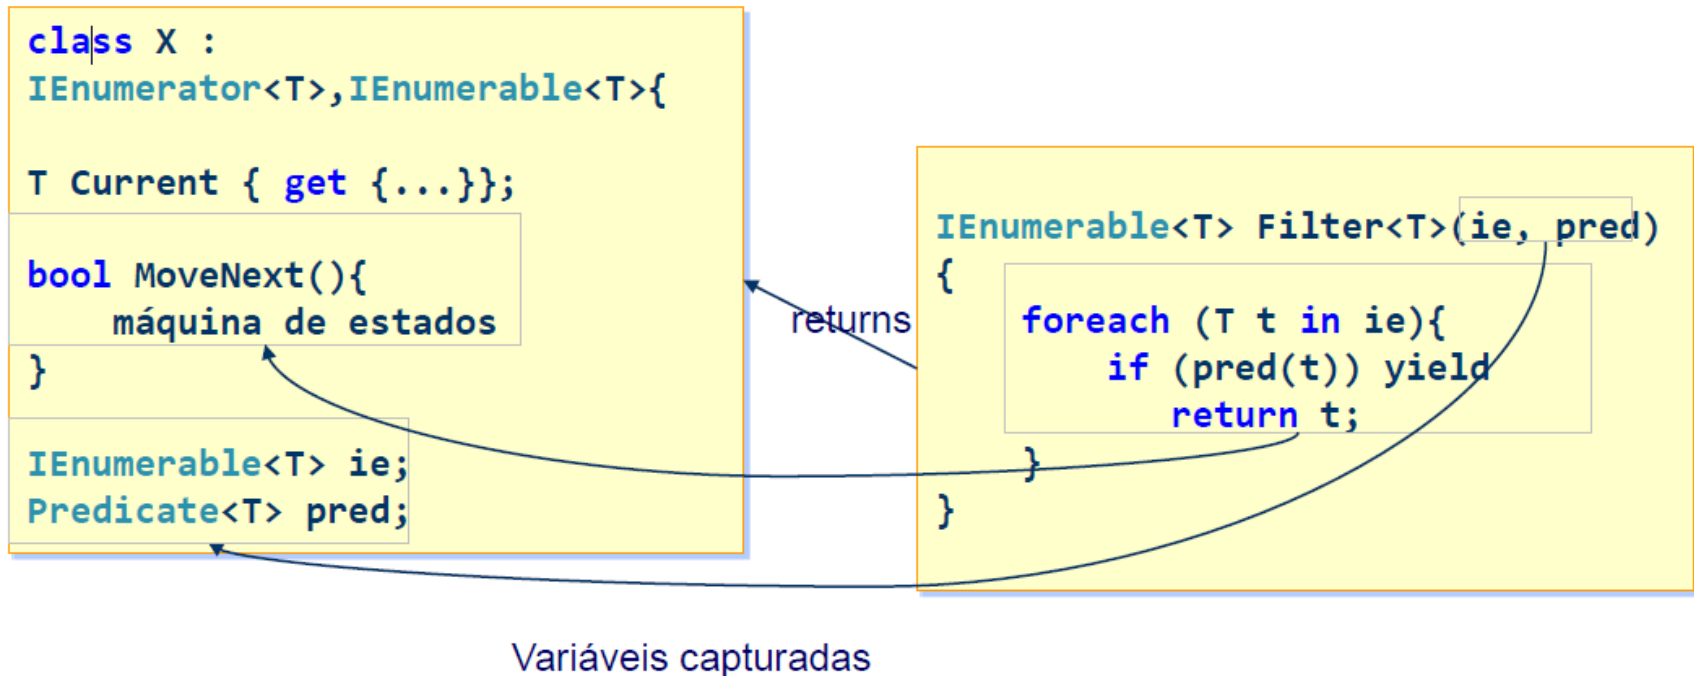 class X :
IEnumerator<T>,IEnumerable<T>{
T Current { get {...}};
bool MoveNext(){
máquina de estados
}
IEnumerable<T> ie;
Predicate<T> pred;
returns
IEnumerable<T> Filter<T>(ie, pred)
{
foreach (T t in ie){
if (pred(t)) yield
return t;
}
}
Variáveis capturadas